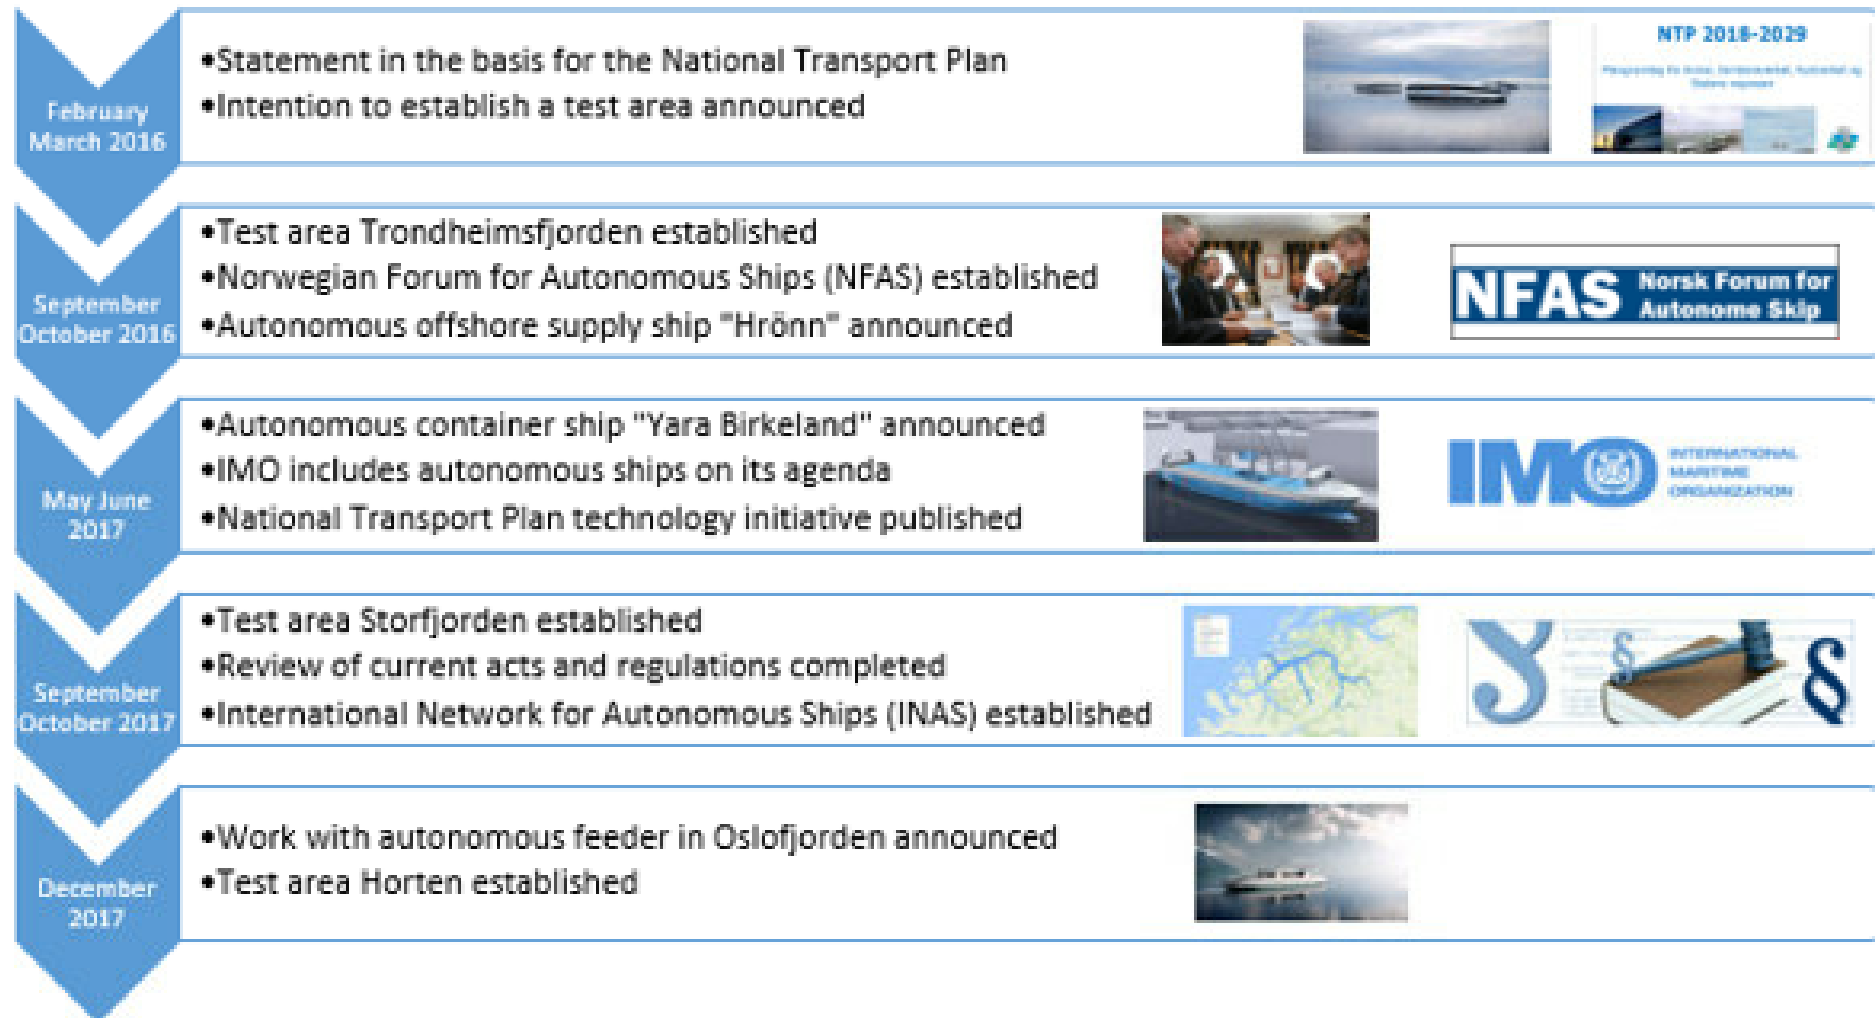 February
March 2016
•Statement in the basis for the National Transport Plan
•Intention to establish a test area announced
NTP 2018-2029
September
October 2016
•Test area Trondheimsfjorden established
•Norwegian Forum for Autonomous Ships (NFAS) established
•Autonomous offshore supply ship "Hrönn" announced
NFAS
Norsk Forum for
Autonome Skip
May June
2017
•Autonomous container ship "Yara Birkeland" announced
•IMO includes autonomous ships on its agenda
•National Transport Plan technology initiative published
IMO
INTERNATIONAL
MARITIME
ORGANIZATION
September
October 2017
•Test area Storfjorden established
•Review of current acts and regulations completed
•International Network for Autonomous Ships (INAS) established
§ § §
December
2017
•Work with autonomous feeder in Oslofjorden announced
•Test area Horten established